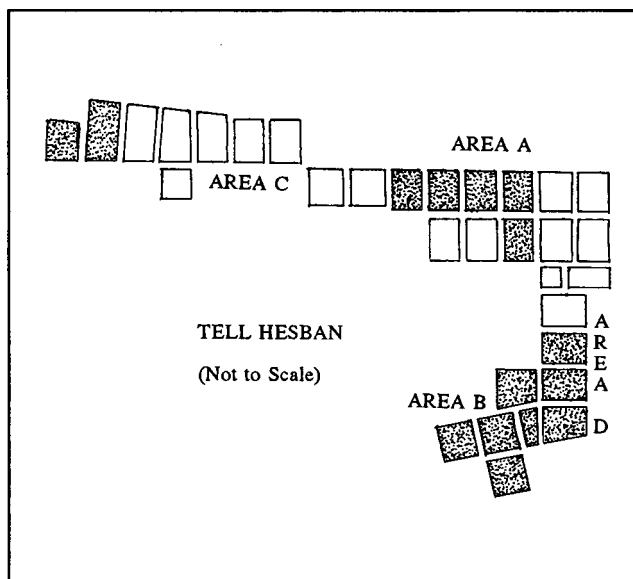 AREA A
AREA C
TELL HESBAN
(Not to Scale)
AREA B
A
R
E
A
D